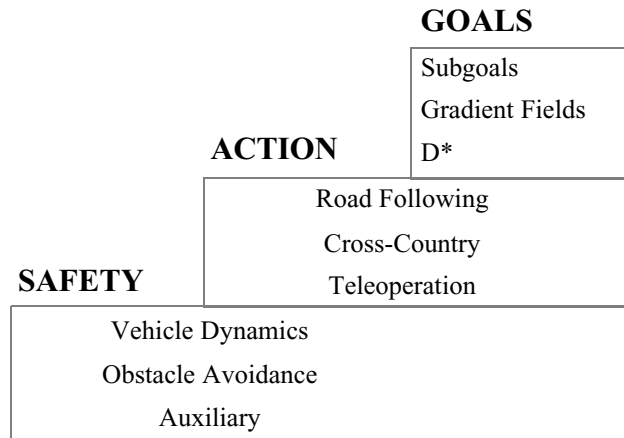 GOALS
Subgoals
Gradient Fields
D*
ACTION
Road Following
Cross-Country
Teleoperation
SAFETY
Vehicle Dynamics
Obstacle Avoidance
Auxiliary